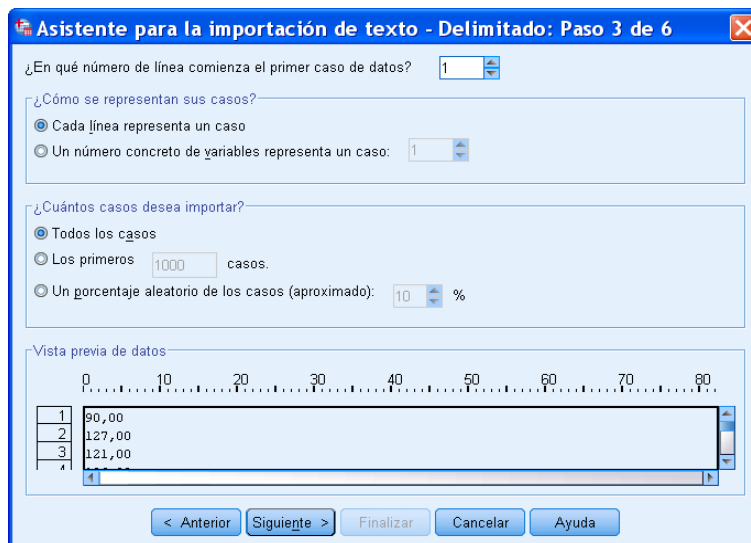 Asistente para la importación de texto - Delimitado: Paso 3 de 6
¿En qué número de línea comienza el primer caso de datos? 1
¿Cómo se representan sus casos?
Cada línea representa un caso
Un número concreto de variables representa un caso: 1
¿Cuántos casos desea importar?
Todos los casos
Los primeros 1000 casos.
Un porcentaje aleatorio de los casos (aproximado): 10 %
Vista previa de datos
0 10 20 30 40 50 60 70 80
1 90,00
2 127,00
3 121,00
4
< Anterior Siguiente > Finalizar Cancelar Ayuda